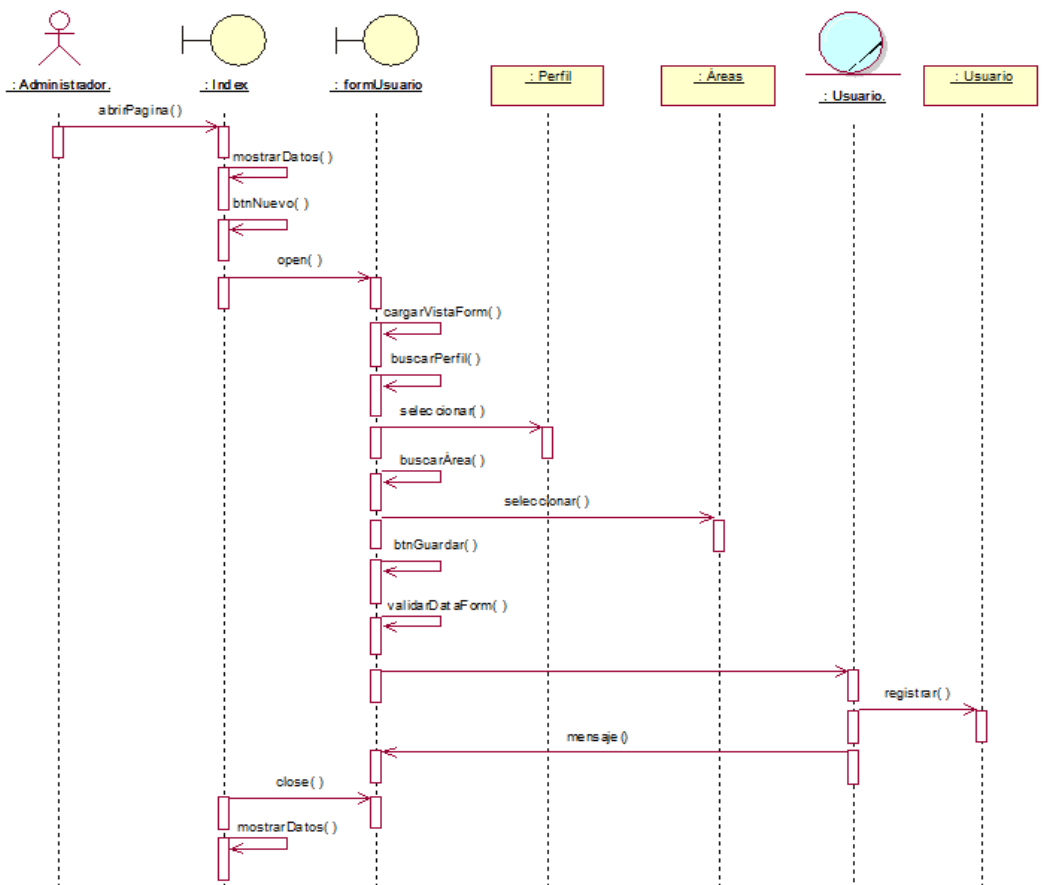 : Administrador.
: Index
: formUsuario
: Perfil
: Áreas
: Usuario.
: Usuario
abrirPagina( )
mostrarDatos( )
btnNuevo( )
open( )
cargarVistaForm( )
buscarPerfil( )
seleccionar( )
buscarÁrea( )
seleccionar( )
btnGuardar( )
validarDataForm( )
registrar( )
mensaje ()
close( )
mostrarDatos( )